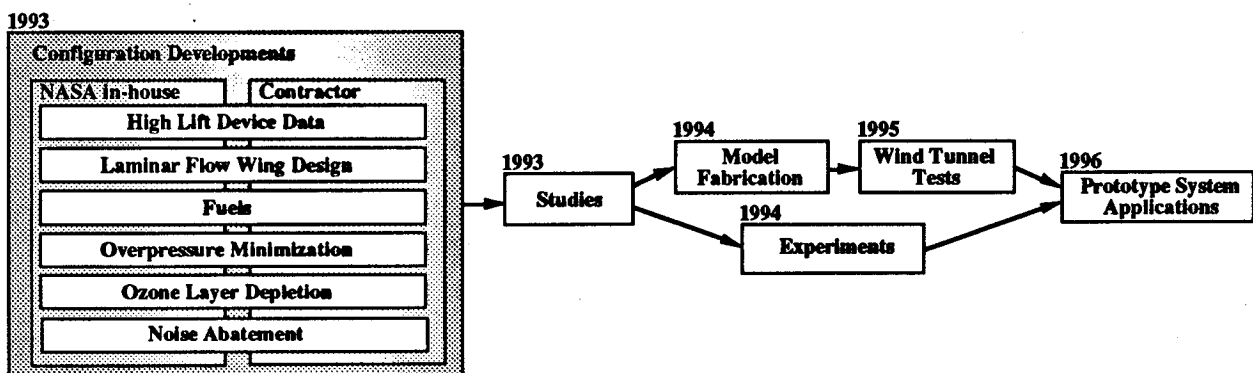 1993
Configuration Developments
NASA in-house
Contractor
High Lift Device Data
Laminar Flow Wing Design
Fuels
Overpressure Minimization
Ozone Layer Depletion
Noise Abatement
1993
Studies
1994
Model
Fabrication
1995
Wind Tunnel
Tests
1994
Experiments
1996
Prototype System
Applications